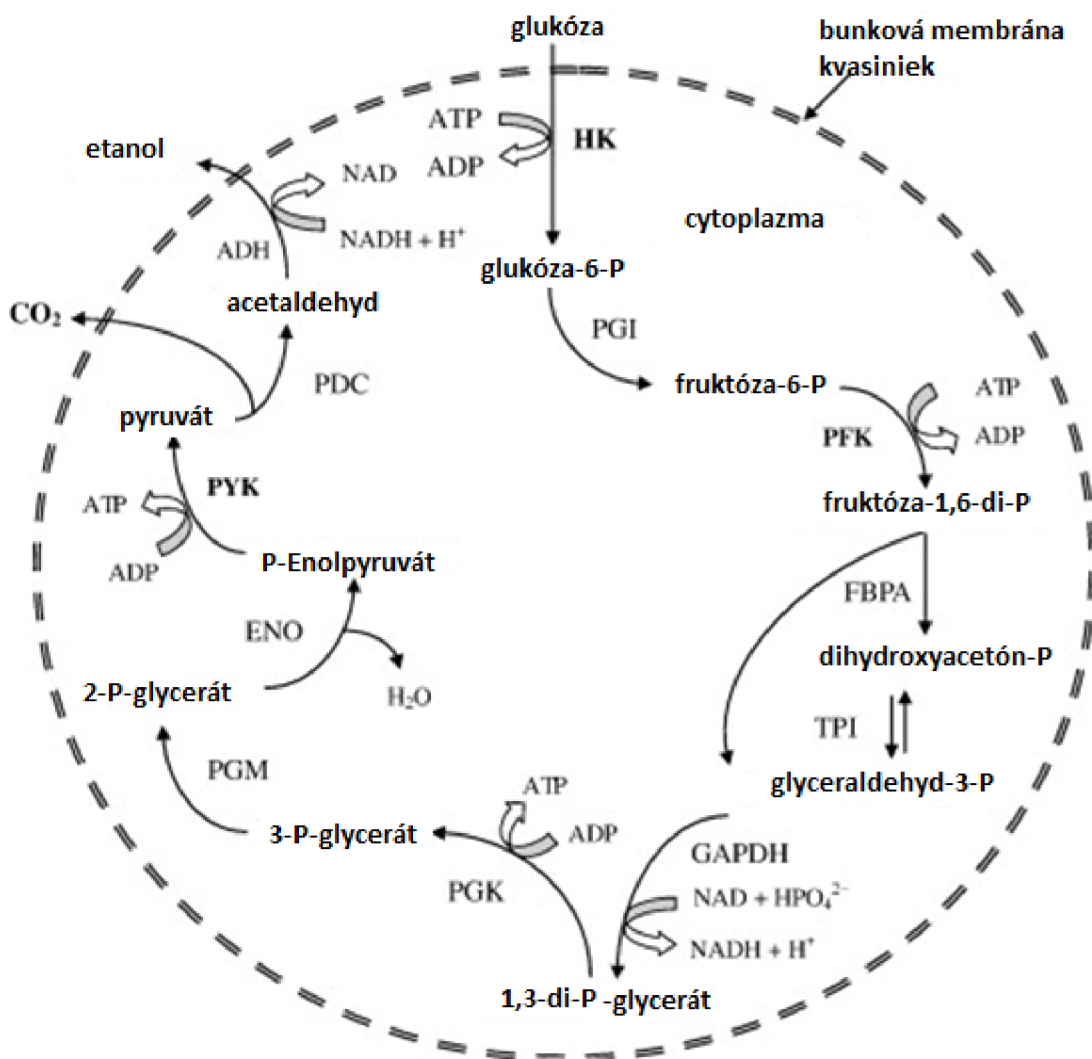 glukóza
bunková membrána
kvasiniek
ATP
HK
ADP
etanol
NAD
NADH + H⁺
ADH
cytoplazma
glukóza-6-P
acetaldehyd
CO₂
PGI
PDC
fruktóza-6-P
ATP
pyruvát
PFK
ADP
PYK
ATP
fruktóza-1,6-di-P
ADP
P-Enolpyruvát
FBPA
ENO
dihydroxyacetón-P
2-P-glycerát
H₂O
TPI
PGM
glyceraldehyd-3-P
ATP
3-P-glycerát
ADP
GAPDH
PGK
NAD + HPO₄²⁻
NADH + H⁺
1,3-di-P -glycerát